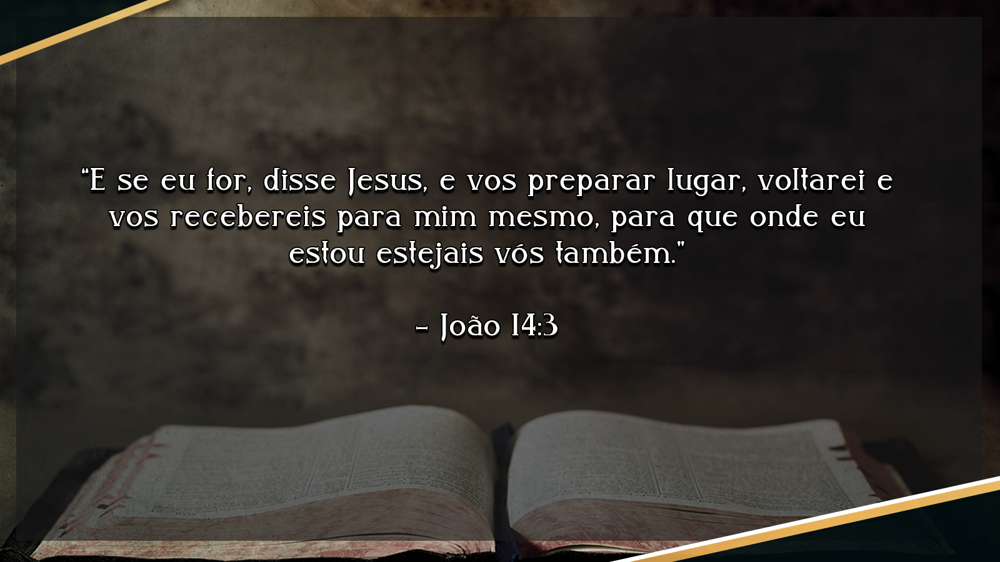 “E se eu for, disse Jesus, e vos preparar lugar, voltarei e
vos recebereis para mim mesmo, para que onde eu
estou estejais vós também."
- João 14:3